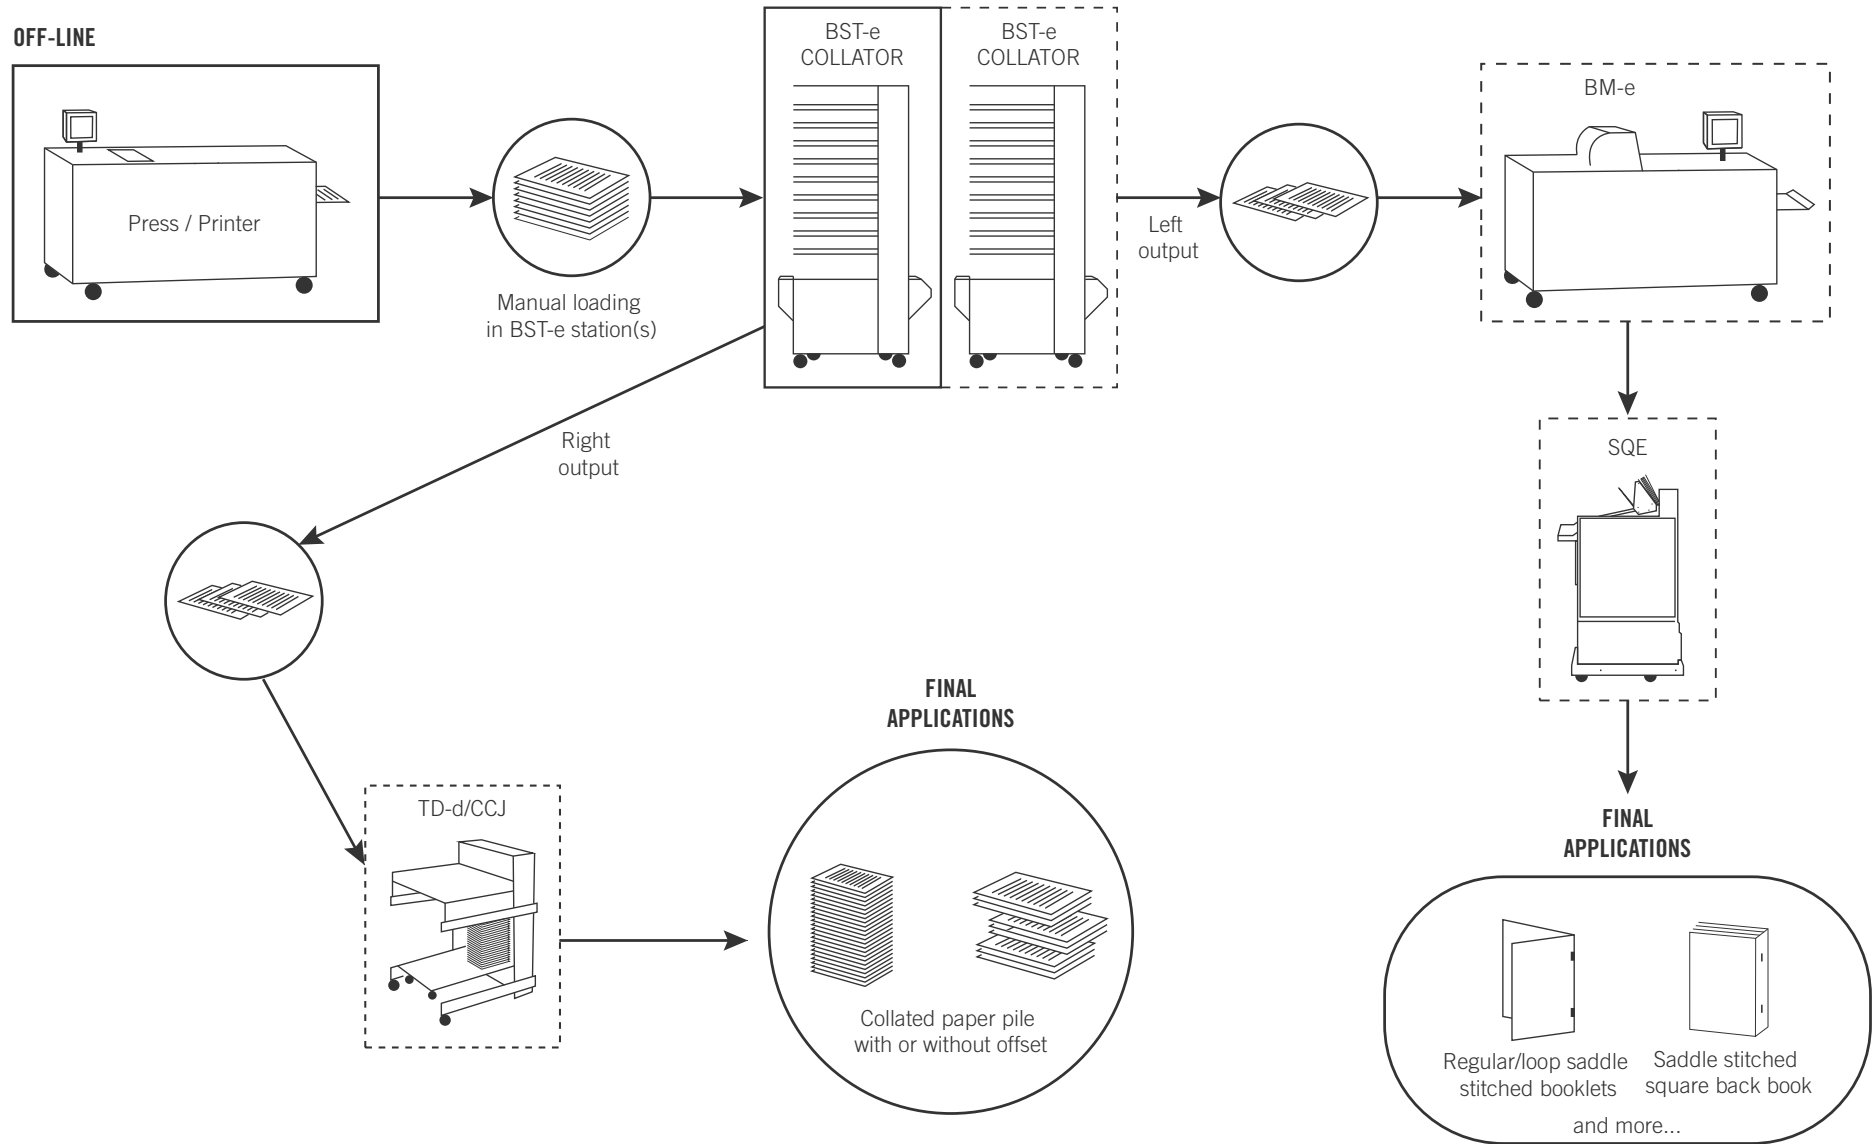 OFF-LINE
Press / Printer
Manual loading
in BST-e station(s)
BST-e
COLLATOR
BST-e
COLLATOR
Left
output
BM-e
Right
output
SQE
TD-d/CCJ
FINAL
APPLICATIONS
Collated paper pile
with or without offset
FINAL
APPLICATIONS
Regular/loop saddle
stitched booklets
Saddle stitched
square back book
and more...